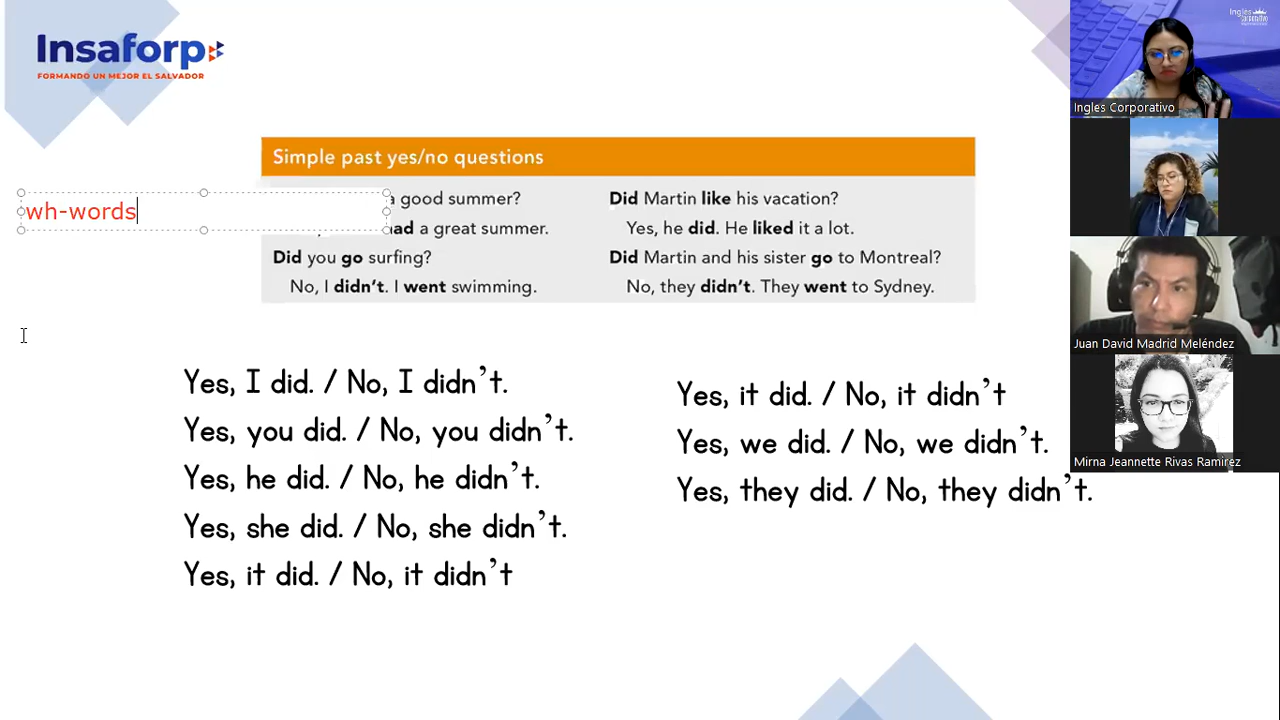 Insaforp
FORMANDO UN MEJOR EL SALVADOR
Simple past yes/no questions
wh-words
a good summer?
ad a great summer.
Did you go surfing?
No, I didn't. I went swimming.
Did Martin like his vacation?
Yes, he did. He liked it a lot.
Did Martin and his sister go to Montreal?
No, they didn't. They went to Sydney.
Yes, I did. / No, I didn't.
Yes, you did. / No, you didn't.
Yes, he did. / No, he didn't.
Yes, she did. / No, she didn't.
Yes, it did. / No, it didn't
Yes, it did. / No, it didn't
Yes, we did. / No, we didn't.
Yes, they did. / No, they didn't.
Ingles Corporativo
Ingles Corporativo
Juan David Madrid Meléndez
Mirna Jeannette Rivas Ramirez